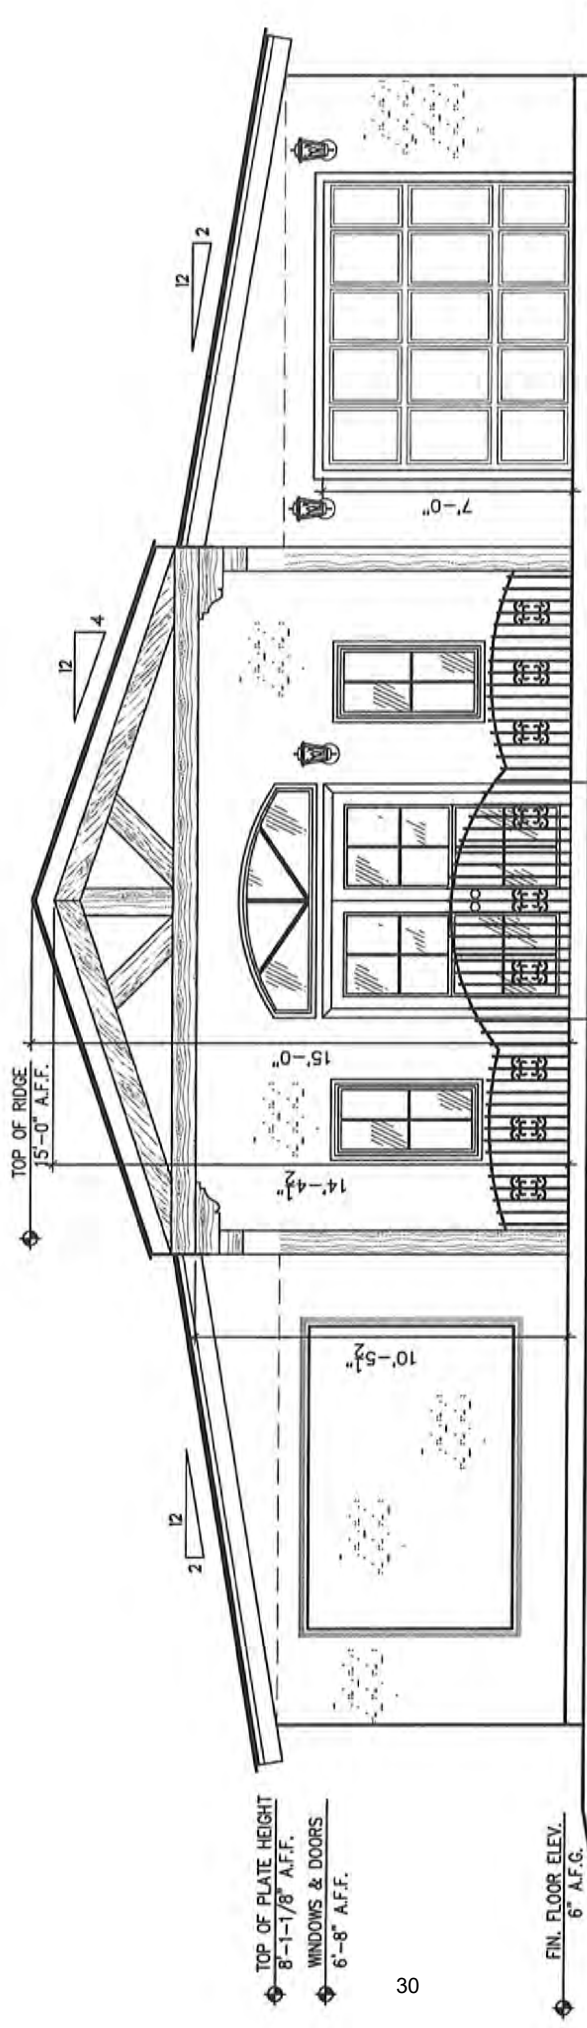 TOP OF RIDGE
15'-0" A.F.F.
12
4
12
2
12
2
15'-0"
14'-4½"
10'-5½"
7'-0"
TOP OF PLATE HEIGHT
8'-1-1/8" A.F.F.
WINDOWS & DOORS
6'-8" A.F.F.
FIN. FLOOR ELEV.
6" A.F.G.
30